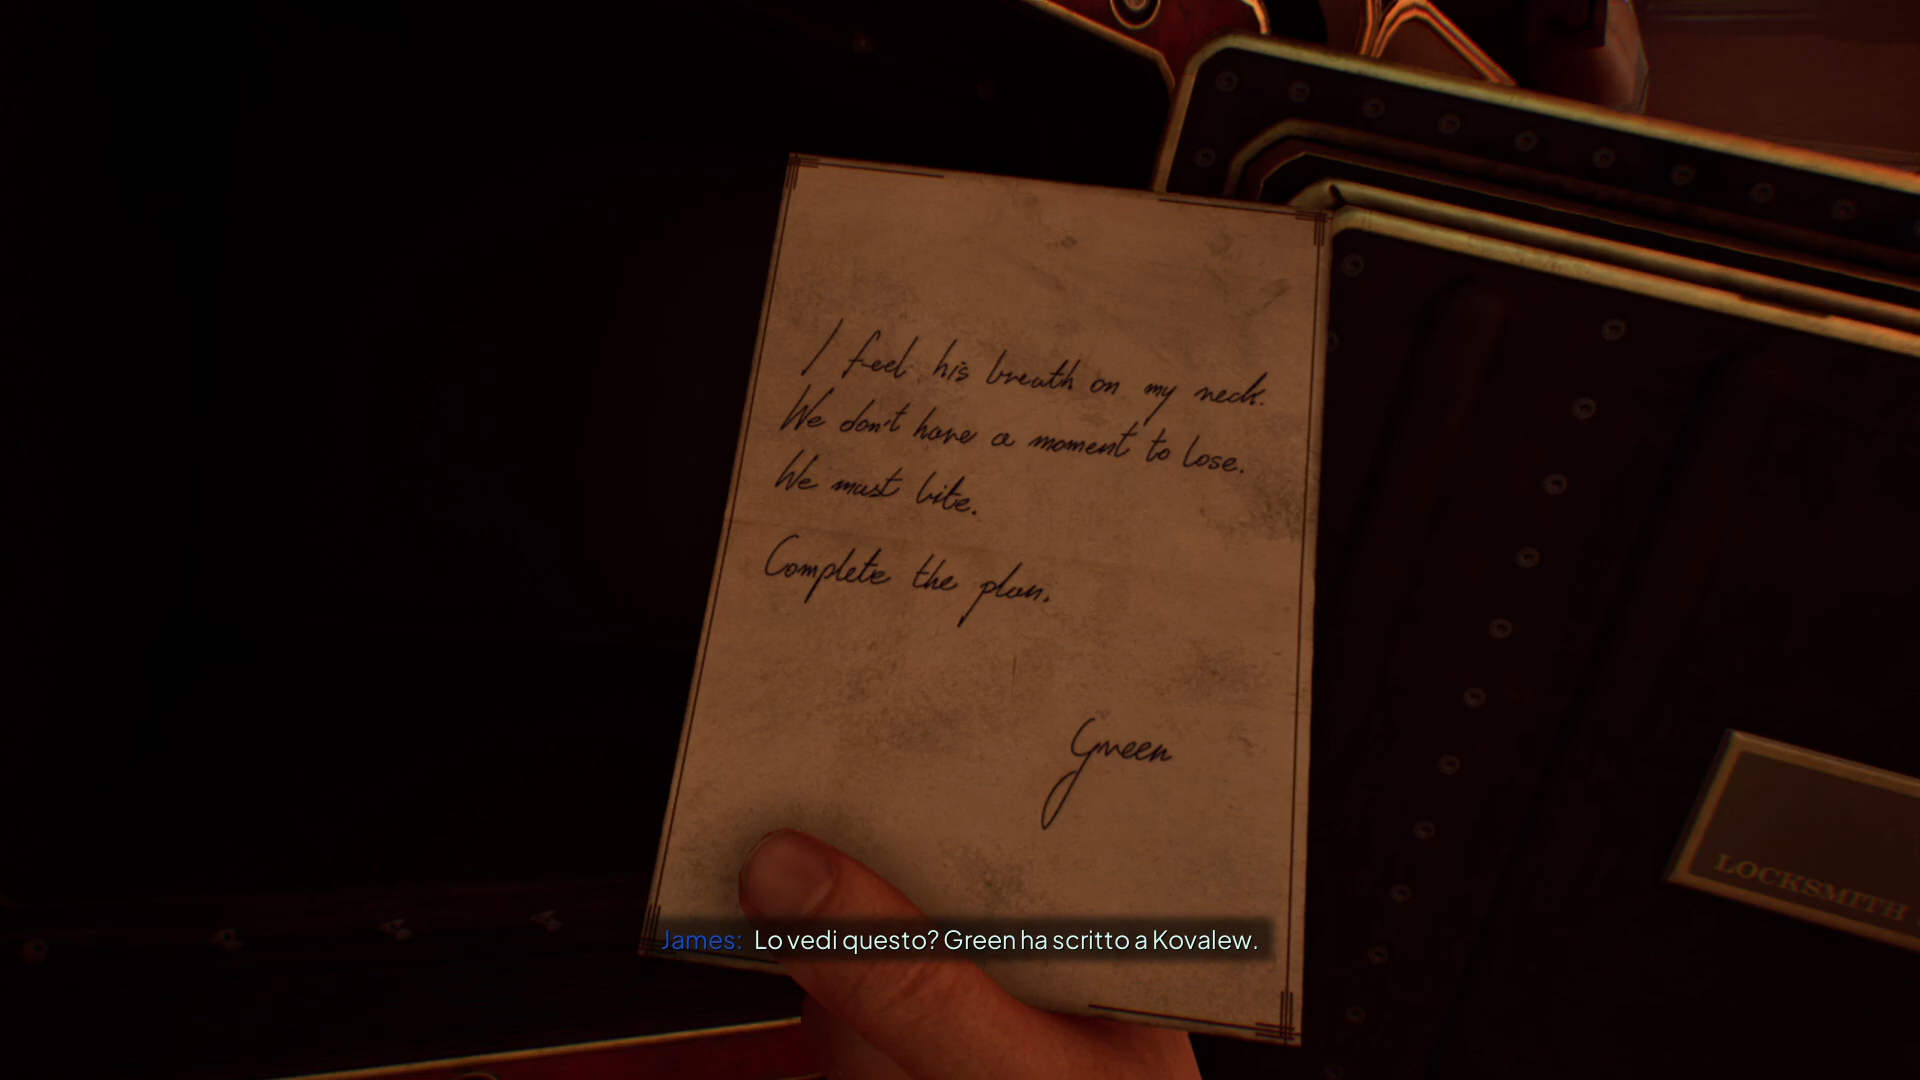 I feel his breath on my neck.
We don't have a moment to lose.
We must bite.
Complete the plan.
Green
LOCKSMITH
James: Lo vedi questo? Green ha scritto a Kovalew.